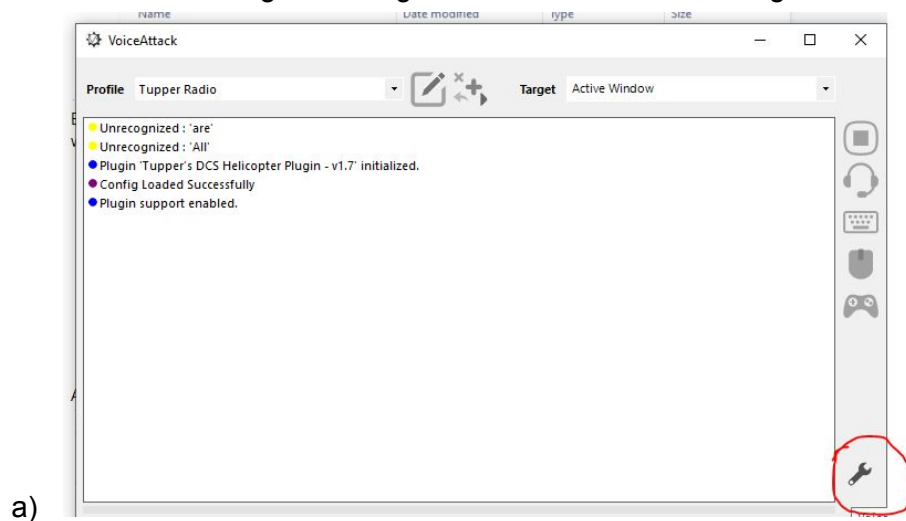 Name Date modified Type Size
VoiceAttack
Profile Tupper Radio Target Active Window
Unrecognized : 'are'
Unrecognized : 'All'
Plugin 'Tupper's DCS Helicopter Plugin - v1.7' initialized.
Config Loaded Successfully
Plugin support enabled.
a)